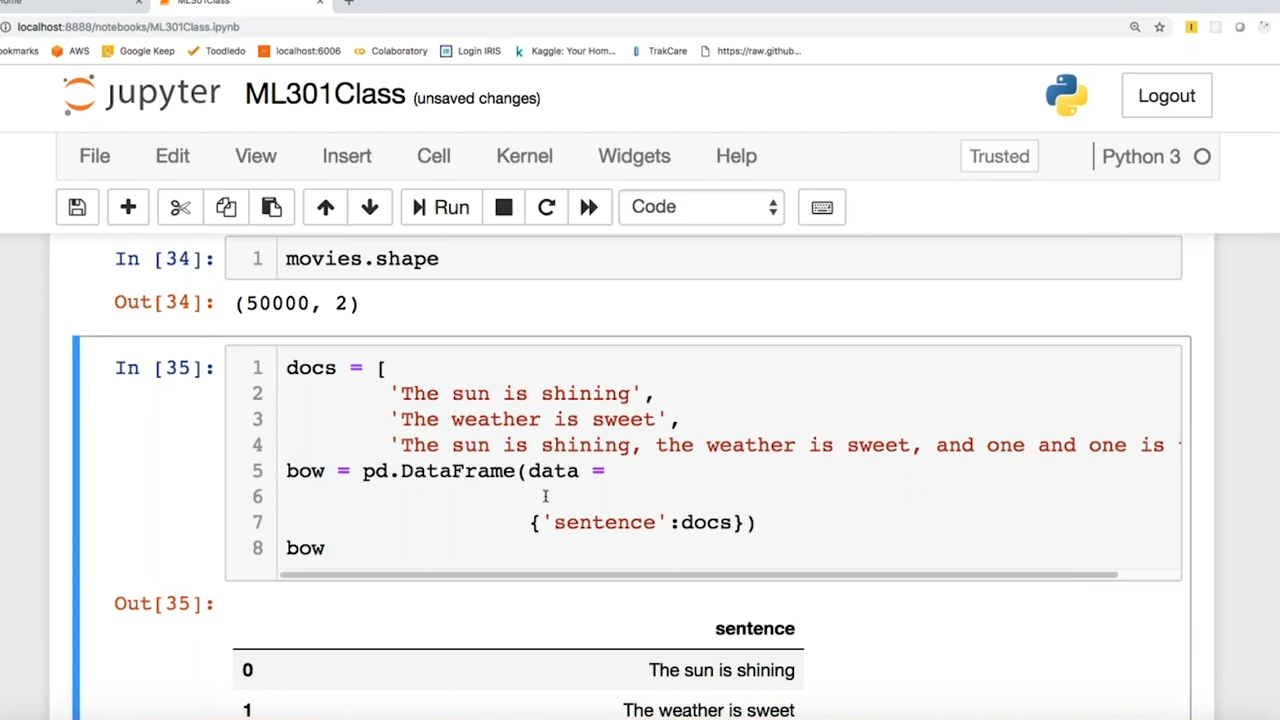 Home
ML301Class
localhost:8888/notebooks/ML301Class.ipynb
ookmarks AWS Google Keep Toodledo localhost:6006 Colaboratory Login IRIS Kaggle: Your Hom... TrakCare https://raw.github...
jupyter ML301Class (unsaved changes)
Logout
File Edit View Insert Cell Kernel Widgets Help Trusted Python 3
Run Code
In [34]: 1 movies.shape
Out[34]: (50000, 2)
In [35]: 1 docs = [
2 'The sun is shining',
3 'The weather is sweet',
4 'The sun is shining, the weather is sweet, and one and one is
5 bow = pd.DataFrame(data =
6
7 {'sentence':docs})
8 bow
Out[35]:
sentence
0 The sun is shining
1 The weather is sweet